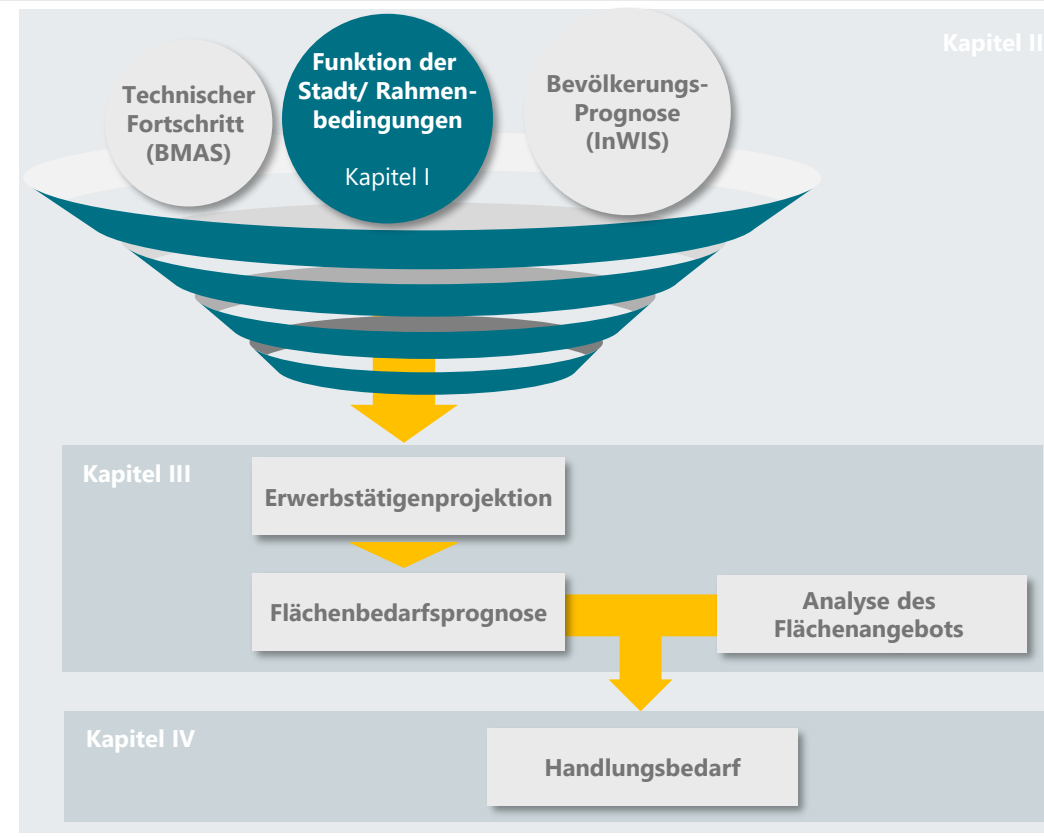 Kapitel II
Technischer
Fortschritt
(BMAS)
Funktion der
Stadt/ Rahmen-
bedingungen
Kapitel I
Bevölkerungs-
Prognose
(InWIS)
Kapitel III
Erwerbstätigenprojektion
Flächenbedarfsprognose
Analyse des
Flächenangebots
Kapitel IV
Handlungsbedarf